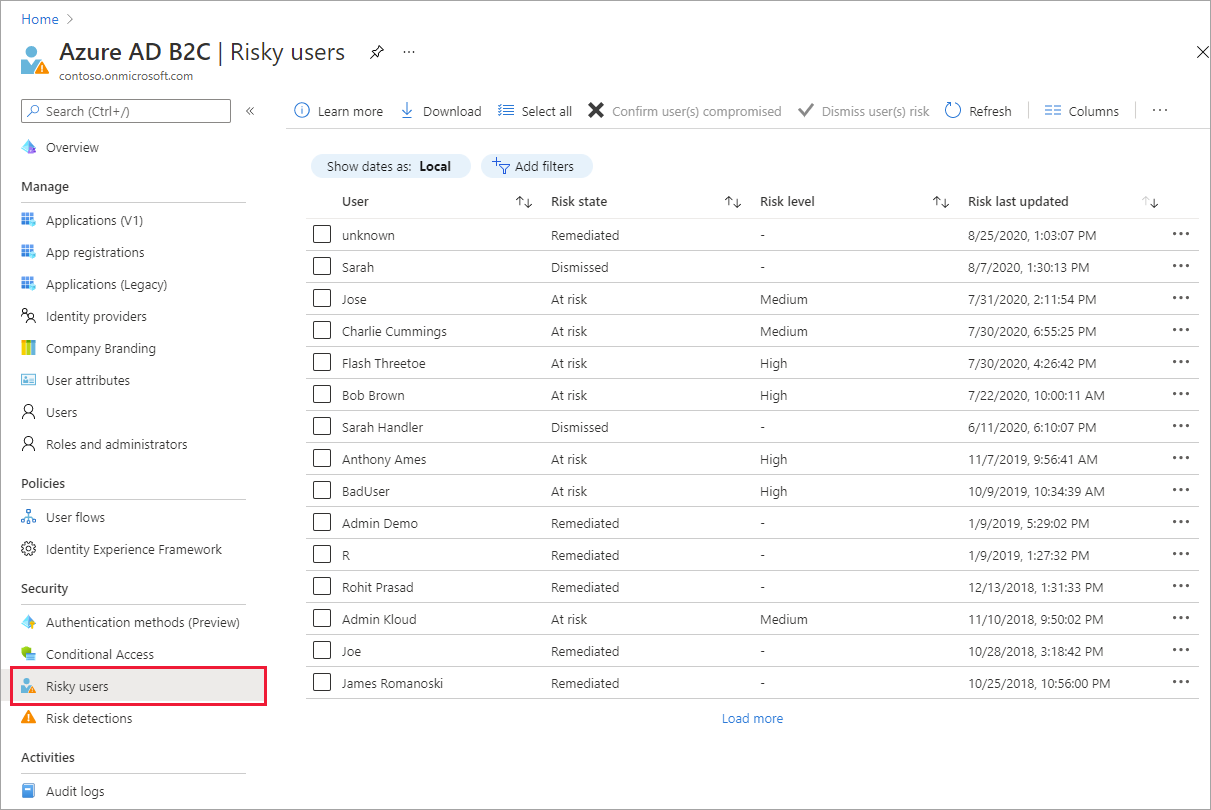 Home
Azure AD B2C | Risky users
contoso.onmicrosoft.com
Search (Ctrl+/)
Learn more Download Select all Confirm user(s) compromised Dismiss user(s) risk Refresh Columns
Overview
Manage
Applications (V1)
App registrations
Applications (Legacy)
Identity providers
Company Branding
User attributes
Users
Roles and administrators
Policies
User flows
Identity Experience Framework
Security
Authentication methods (Preview)
Conditional Access
Risky users
Risk detections
Activities
Audit logs
Show dates as: Local Add filters
User Risk state Risk level Risk last updated
unknown Remediated - 8/25/2020, 1:03:07 PM
Sarah Dismissed - 8/7/2020, 1:30:13 PM
Jose At risk Medium 7/31/2020, 2:11:54 PM
Charlie Cummings At risk Medium 7/30/2020, 6:55:25 PM
Flash Threetoe At risk High 7/30/2020, 4:26:42 PM
Bob Brown At risk High 7/22/2020, 10:00:11 AM
Sarah Handler Dismissed - 6/11/2020, 6:10:07 PM
Anthony Ames At risk High 11/7/2019, 9:56:41 AM
BadUser At risk High 10/9/2019, 10:34:39 AM
Admin Demo Remediated - 1/9/2019, 5:29:02 PM
R Remediated - 1/9/2019, 1:27:32 PM
Rohit Prasad Remediated - 12/13/2018, 1:31:33 PM
Admin Kloud At risk Medium 11/10/2018, 9:50:02 PM
Joe Remediated - 10/28/2018, 3:18:42 PM
James Romanoski Remediated - 10/25/2018, 10:56:00 PM
Load more